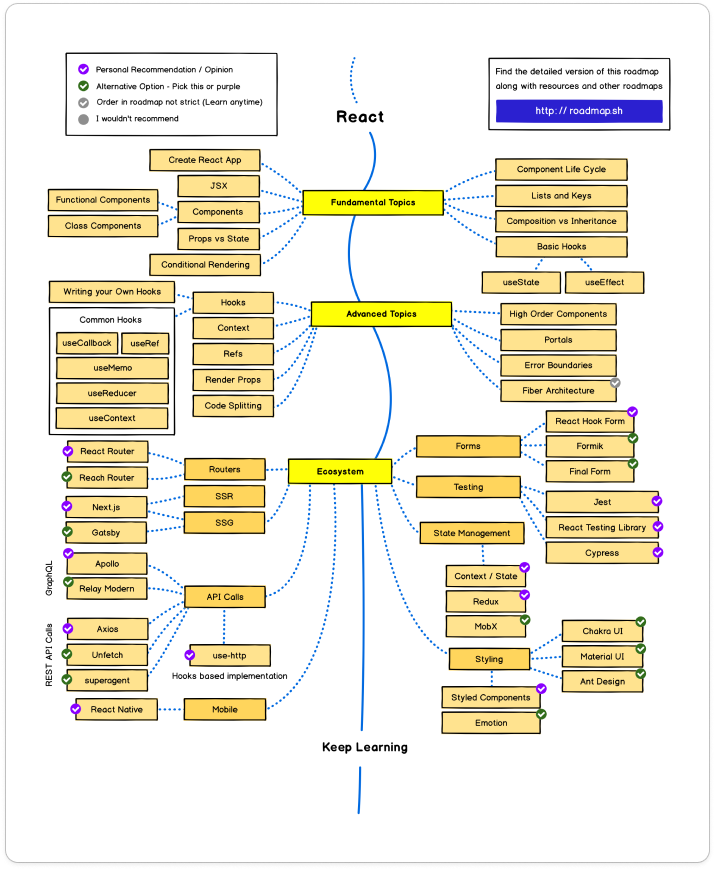 Personal Recommendation / Opinion
Alternative Option - Pick this or purple
Order in roadmap not strict (Learn anytime)
I wouldn't recommend
Find the detailed version of this roadmap
along with resources and other roadmaps
http://roadmap.sh
React
Fundamental Topics
Create React App
JSX
Components
Functional Components
Class Components
Props vs State
Conditional Rendering
Component Life Cycle
Lists and Keys
Composition vs Inheritance
Basic Hooks
useState
useEffect
Advanced Topics
Writing your Own Hooks
Hooks
Common Hooks
useCallback
useRef
useMemo
useReducer
useContext
Context
Refs
Render Props
Code Splitting
High Order Components
Portals
Error Boundaries
Fiber Architecture
Ecosystem
Routers
React Router
Reach Router
SSR
SSG
Next.js
Gatsby
GraphQL
Apollo
Relay Modern
API Calls
REST API Calls
Axios
Unfetch
superagent
use-http
Hooks based implementation
Mobile
React Native
Forms
React Hook Form
Formik
Final Form
Testing
Jest
React Testing Library
Cypress
State Management
Context / State
Redux
MobX
Styling
Chakra UI
Material UI
Ant Design
Styled Components
Emotion
Keep Learning